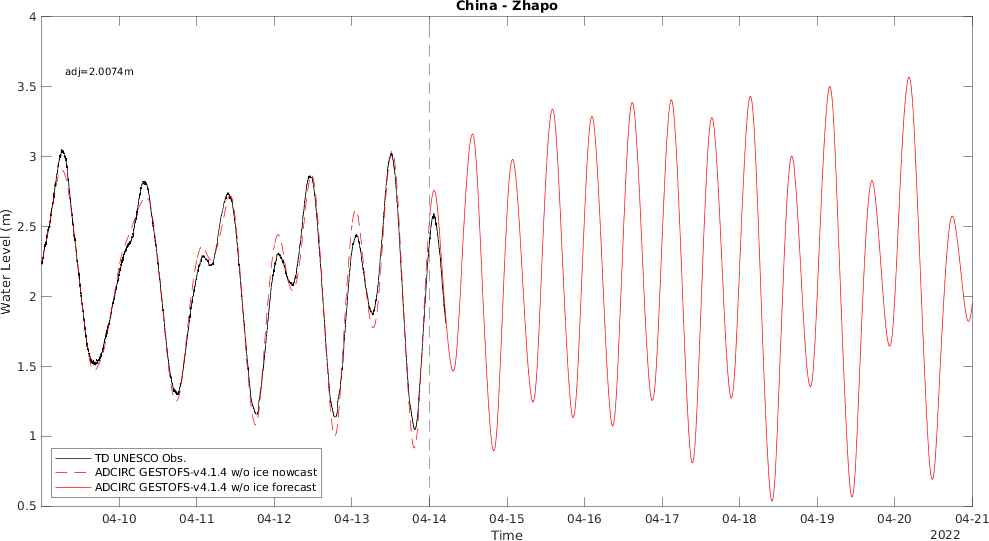 China - Zhapo
adj=2.0074m
Water Level (m)
4
3.5
3
2.5
2
1.5
1
0.5
TD UNESCO Obs.
ADCIRC GESTOFS-v4.1.4 w/o ice nowcast
ADCIRC GESTOFS-v4.1.4 w/o ice forecast
04-10 04-11 04-12 04-13 04-14 04-15 04-16 04-17 04-18 04-19 04-20 04-21
Time
2022